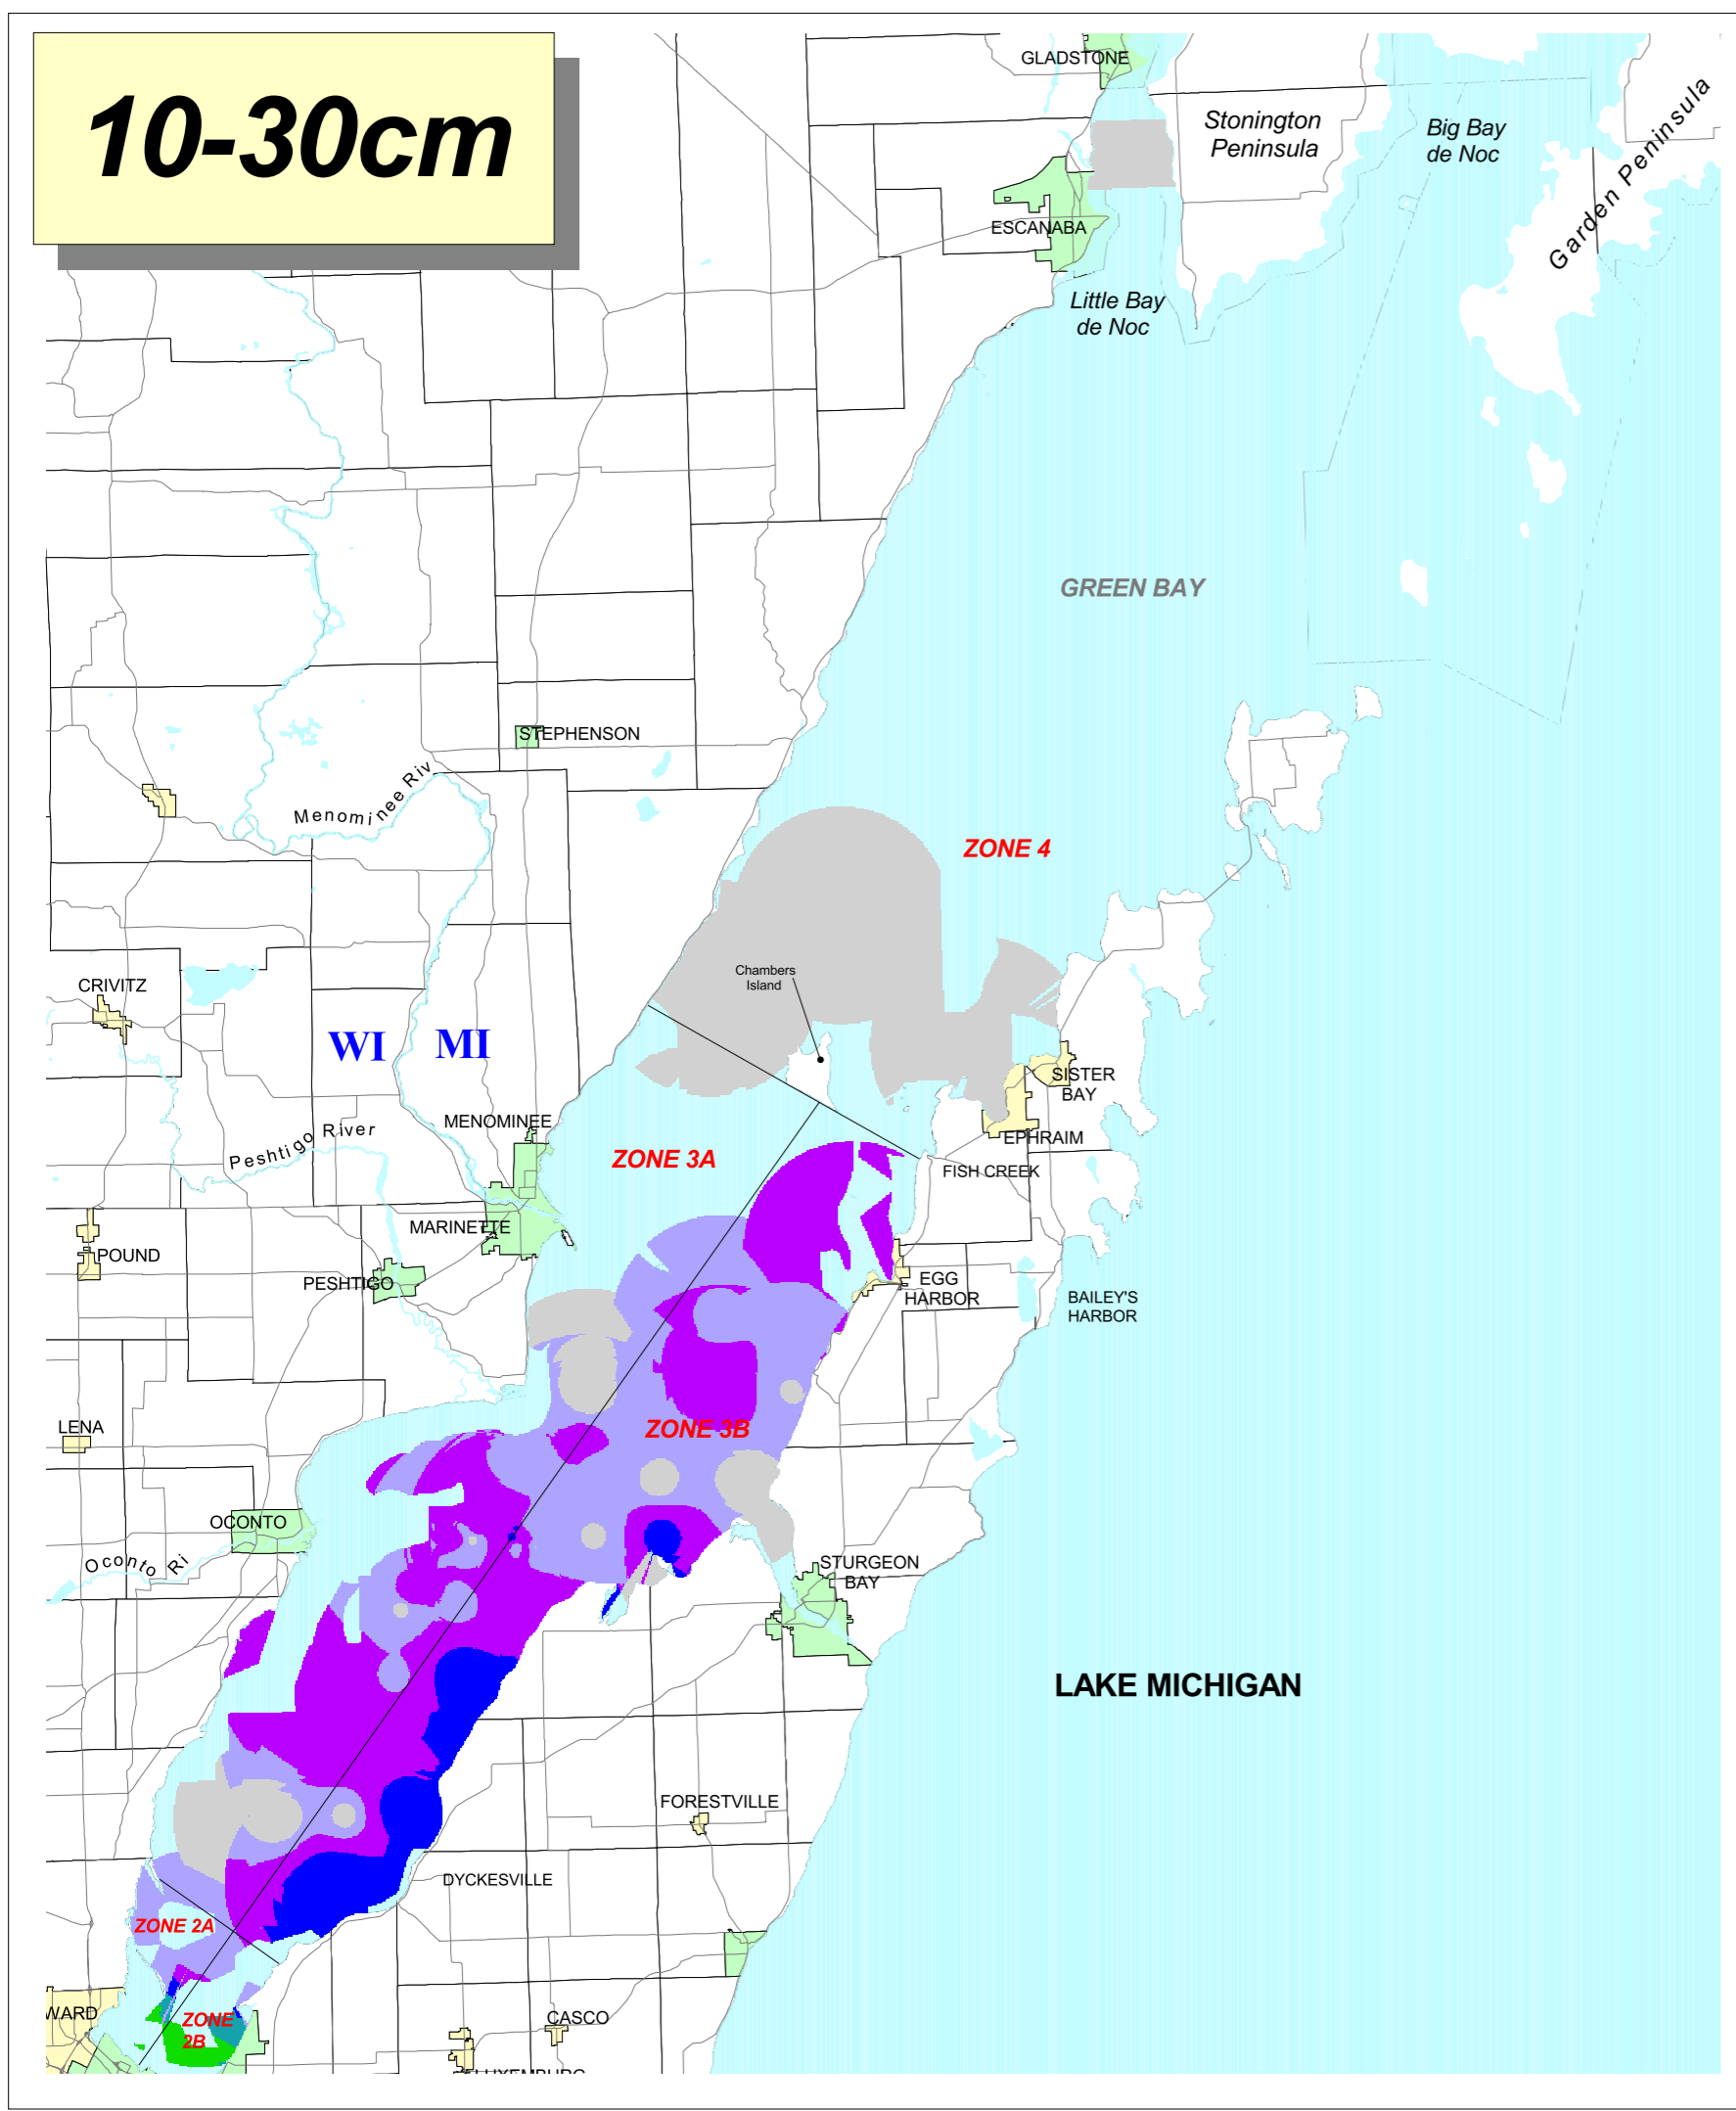 10-30cm
GLADSTONE
Stonington
Peninsula
Big Bay
de Noc
Garden Peninsula
ESCANABA
Little Bay
de Noc
GREEN BAY
STEPHENSON
Menominee Riv
ZONE 4
Chambers
Island
CRIVITZ
WI
MI
SISTER
BAY
MENOMINEE
EPHRAIM
Peshtigo River
ZONE 3A
FISH CREEK
MARINETTE
POUND
PESHTIGO
EGG
HARBOR
BAILEY'S
HARBOR
LENA
ZONE 3B
OCONTO
Oconto Ri
STURGEON
BAY
LAKE MICHIGAN
FORESTVILLE
DYCKESVILLE
ZONE 2A
WARD
ZONE
2B
CASCO
LUXEMBURG